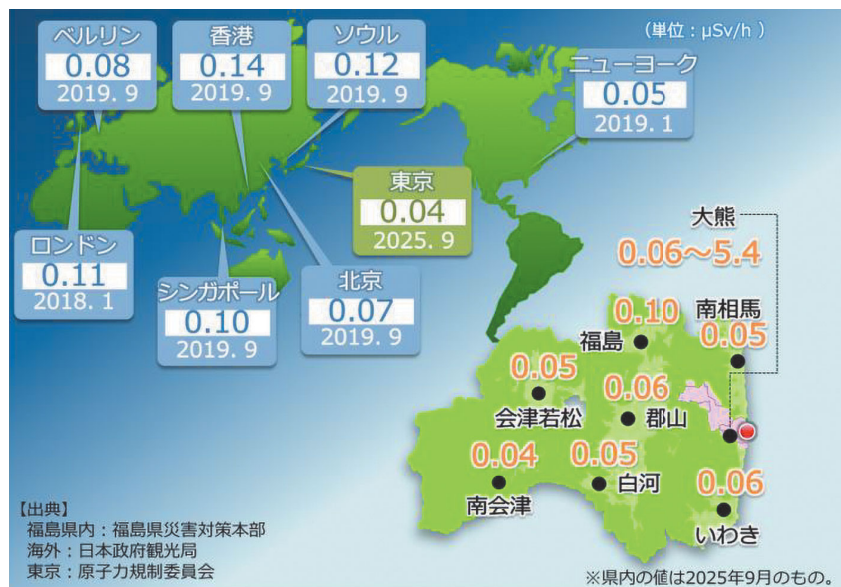 (単位：μSv/h )
ベルリン
0.08
2019. 9
香港
0.14
2019. 9
ソウル
0.12
2019. 9
ニューヨーク
0.05
2019. 1
東京
0.04
2025. 9
ロンドン
0.11
2018. 1
シンガポール
0.10
2019. 9
北京
0.07
2019. 9
大熊
0.06～5.4
南相馬
0.05
0.10
福島
0.05
会津若松
0.06
郡山
0.04
南会津
0.05
白河
0.06
いわき
【出典】
福島県内：福島県災害対策本部
海外：日本政府観光局
東京：原子力規制委員会
※県内の値は2025年9月のもの。